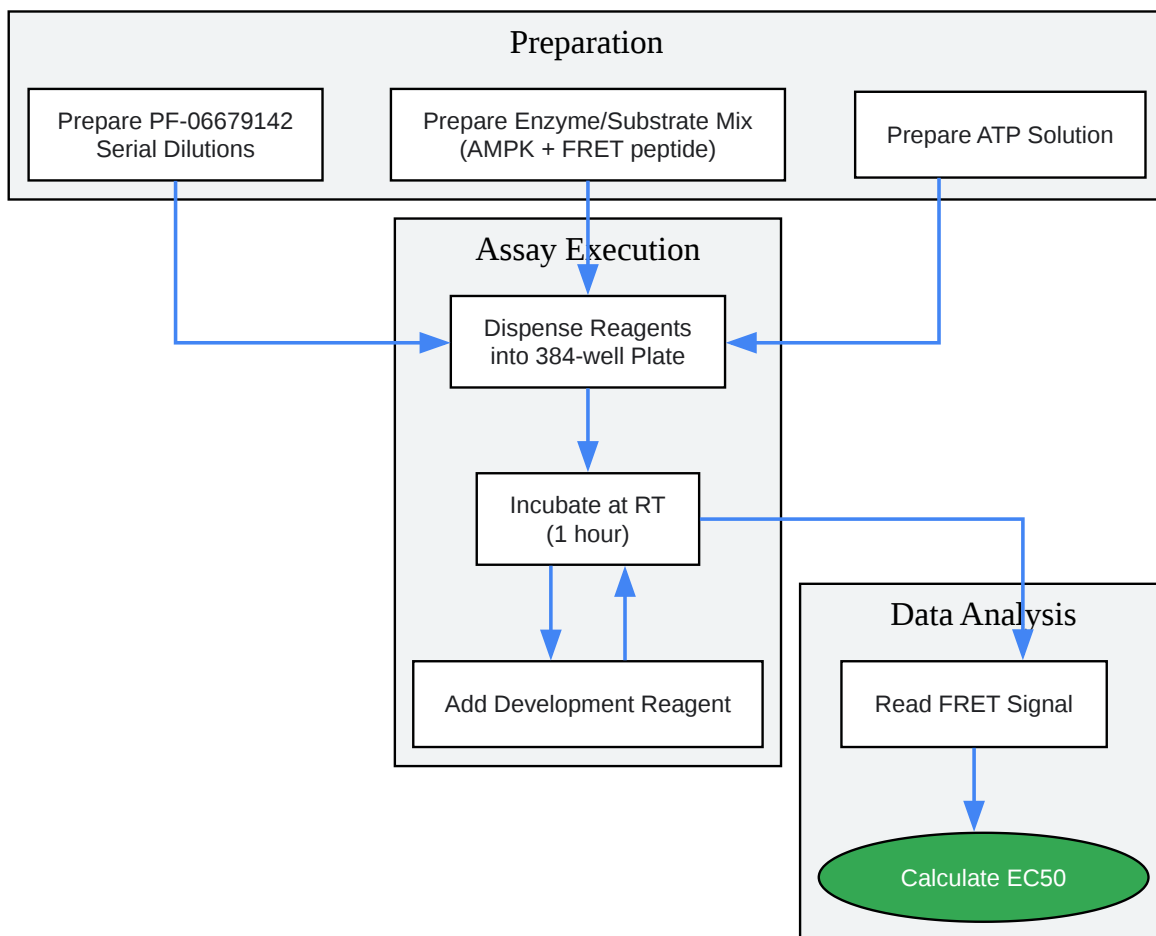 Preparation
Prepare PF-06679142
Serial Dilutions
Prepare Enzyme/Substrate Mix
(AMPK + FRET peptide)
Prepare ATP Solution
Assay Execution
Dispense Reagents
into 384-well Plate
Incubate at RT
(1 hour)
Add Development Reagent
Data Analysis
Read FRET Signal
Calculate EC50